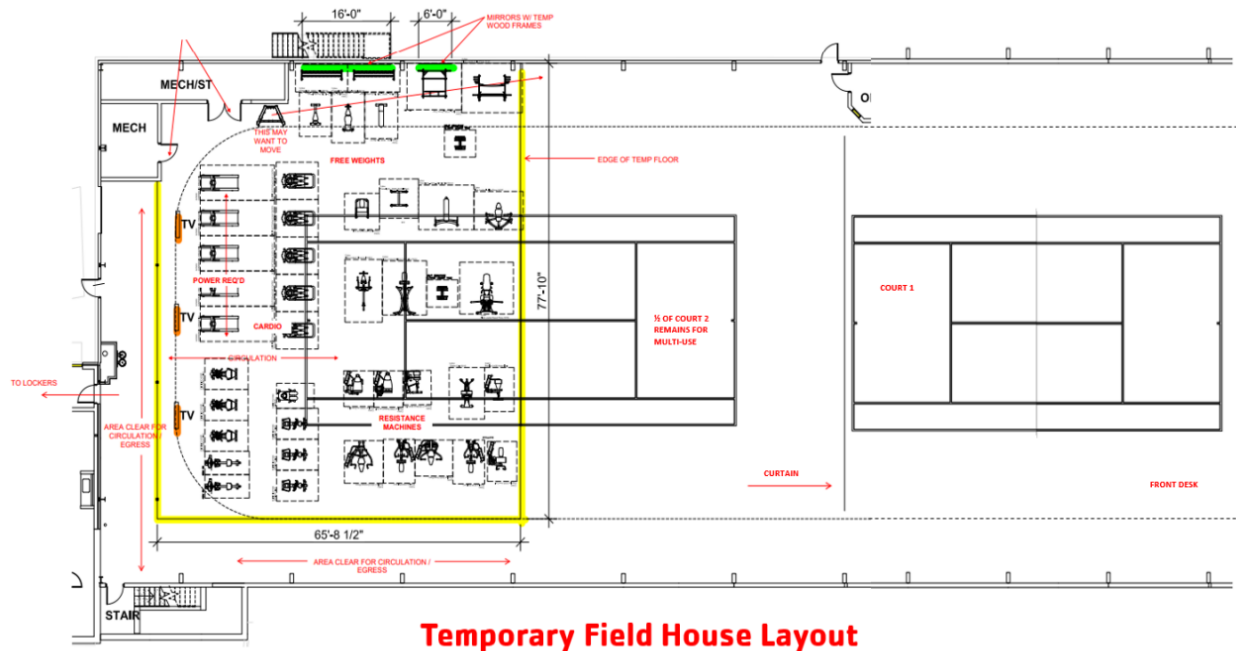 16'-0"
6'-0"
MIRRORS W/ TEMP
WOOD FRAMES
MECH/ST
MECH
THIS MAY
WANT TO
MOVE
FREE WEIGHTS
EDGE OF TEMP FLOOR
TV
POWER REQ'D
TV
CARDIO
CIRCULATION
77'-10"
½ OF COURT 2
REMAINS FOR
MULTI-USE
COURT 1
TO LOCKERS
TV
AREA CLEAR FOR
CIRCULATION /
EGRESS
RESISTANCE
MACHINES
CURTAIN
FRONT DESK
65'-8 1/2"
AREA CLEAR FOR CIRCULATION /
EGRESS
STAIR
Temporary Field House Layout